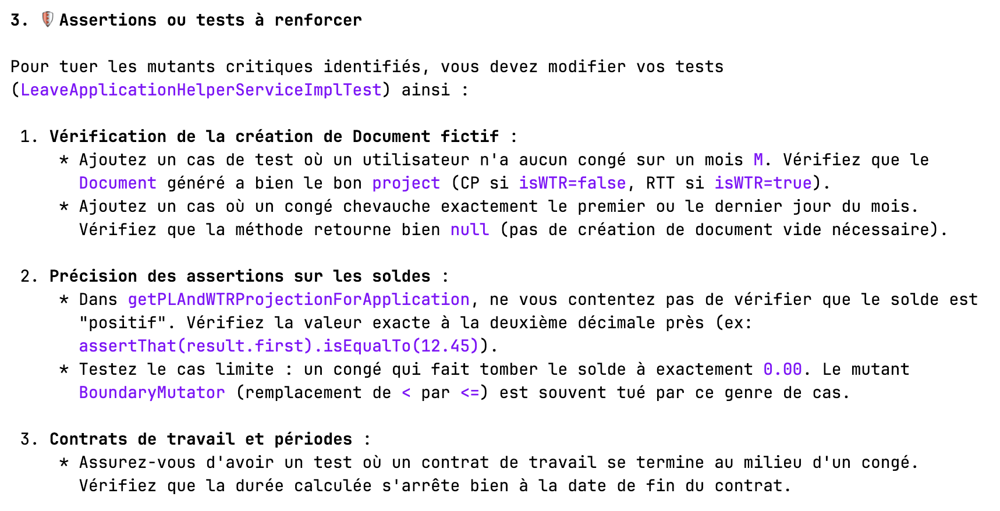 3. 🛡️ Assertions ou tests à renforcer
Pour tuer les mutants critiques identifiés, vous devez modifier vos tests
(LeaveApplicationHelperServiceImplTest) ainsi :
1. Vérification de la création de Document fictif :
* Ajoutez un cas de test où un utilisateur n'a aucun congé sur un mois M. Vérifiez que le
Document généré a bien le bon project (CP si isWTR=false, RTT si isWTR=true).
* Ajoutez un cas où un congé chevauche exactement le premier ou le dernier jour du mois.
Vérifiez que la méthode retourne bien null (pas de création de document vide nécessaire).
2. Précision des assertions sur les soldes :
* Dans getPLAndWTRProjectionForApplication, ne vous contentez pas de vérifier que le solde est
"positif". Vérifiez la valeur exacte à la deuxième décimale près (ex:
assertThat(result.first).isEqualTo(12.45)).
* Testez le cas limite : un congé qui fait tomber le solde à exactement 0.00. Le mutant
BoundaryMutator (remplacement de < par <=) est souvent tué par ce genre de cas.
3. Contrats de travail et périodes :
* Assurez-vous d'avoir un test où un contrat de travail se termine au milieu d'un congé.
Vérifiez que la durée calculée s'arrête bien à la date de fin du contrat.